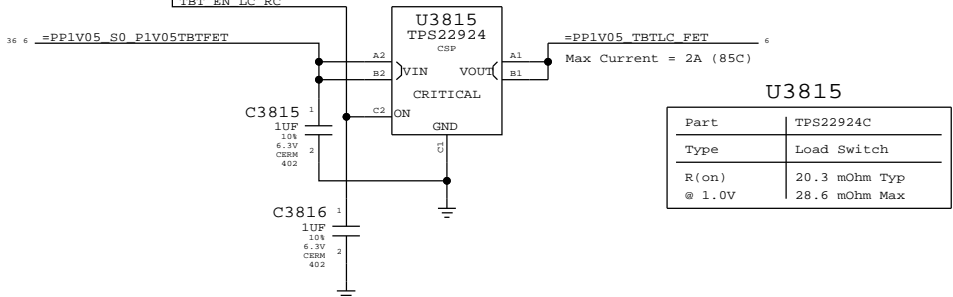 TBT_EN_LC_RC
U3815
TPS22924
CSP
36 6 =PP1V05_S0_P1V05TBTFET
A2
A1
=PP1V05_TBTLC_FET 6
B2
VIN
VOUT
B1
Max Current = 2A (85C)
CRITICAL
C2
ON
GND
C1
C3815 1
1UF
10%
6.3V
CERM
402
2
C3816 1
1UF
10%
6.3V
CERM
402
2
U3815
Part TPS22924C
Type Load Switch
R(on) 20.3 mOhm Typ
@ 1.0V 28.6 mOhm Max